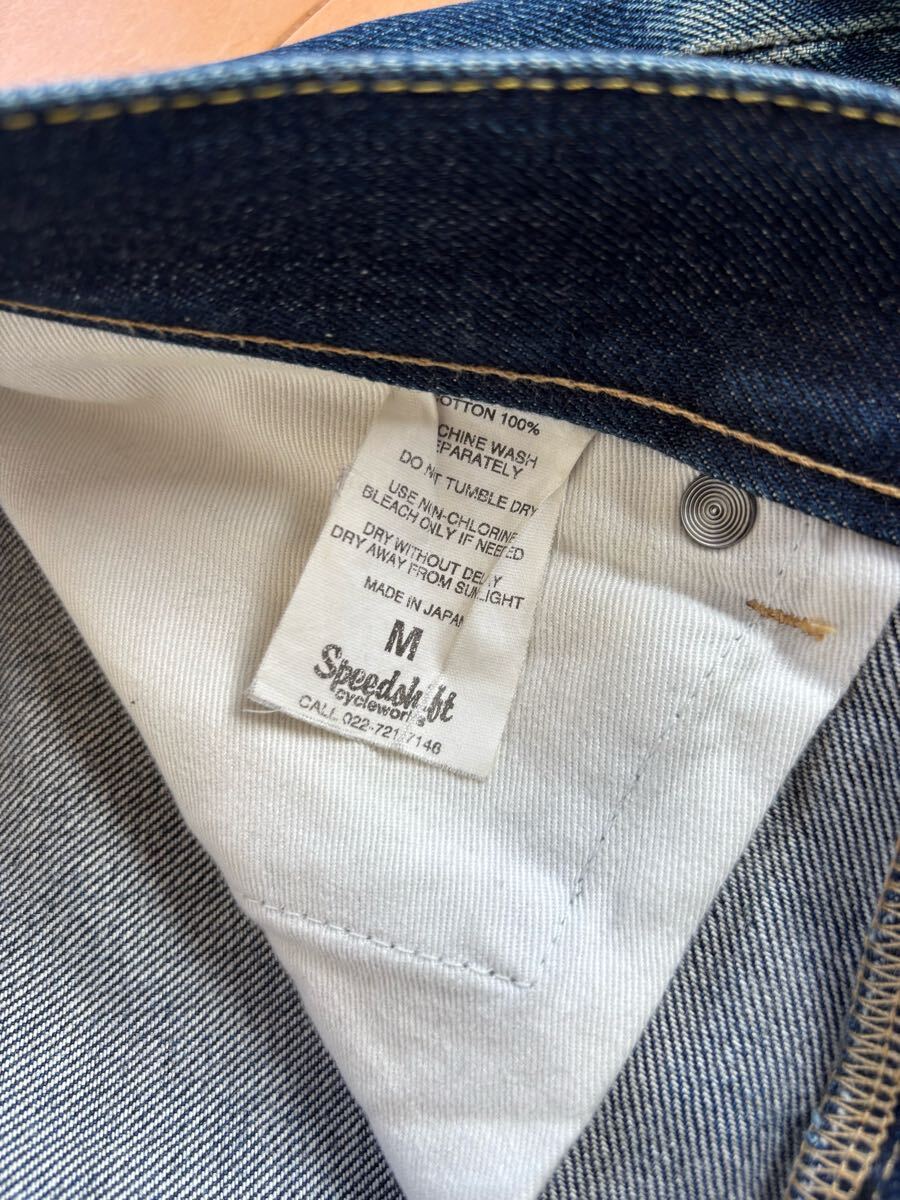 OTTON 100%
CHINE WASH
EPARATELY
DO N T TUMBLE DRY
USE NON-CHLORINE
BLEACH ONLY IF NEEDED
DRY WITHOUT DELAY
DRY AWAY FROM SUNLIGHT
MADE IN JAPAN
M
Speedshift
cycleworks
CALL 022-721-7146